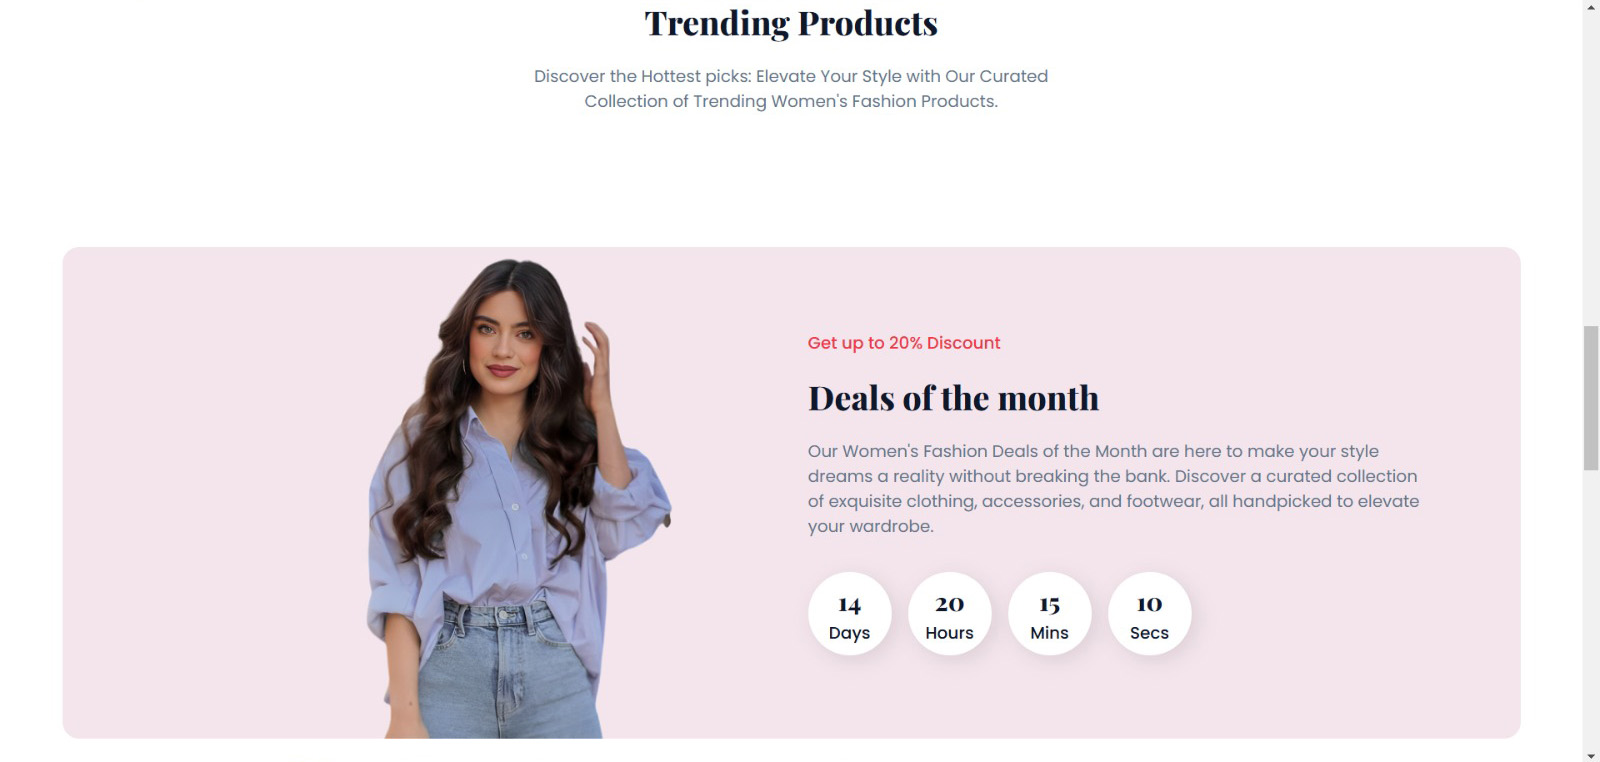 Trending Products
Discover the Hottest picks: Elevate Your Style with Our Curated
Collection of Trending Women's Fashion Products.
Get up to 20% Discount
Deals of the month
Our Women's Fashion Deals of the Month are here to make your style
dreams a reality without breaking the bank. Discover a curated collection
of exquisite clothing, accessories, and footwear, all handpicked to elevate
your wardrobe.
14 20 15 10
Days Hours Mins Secs